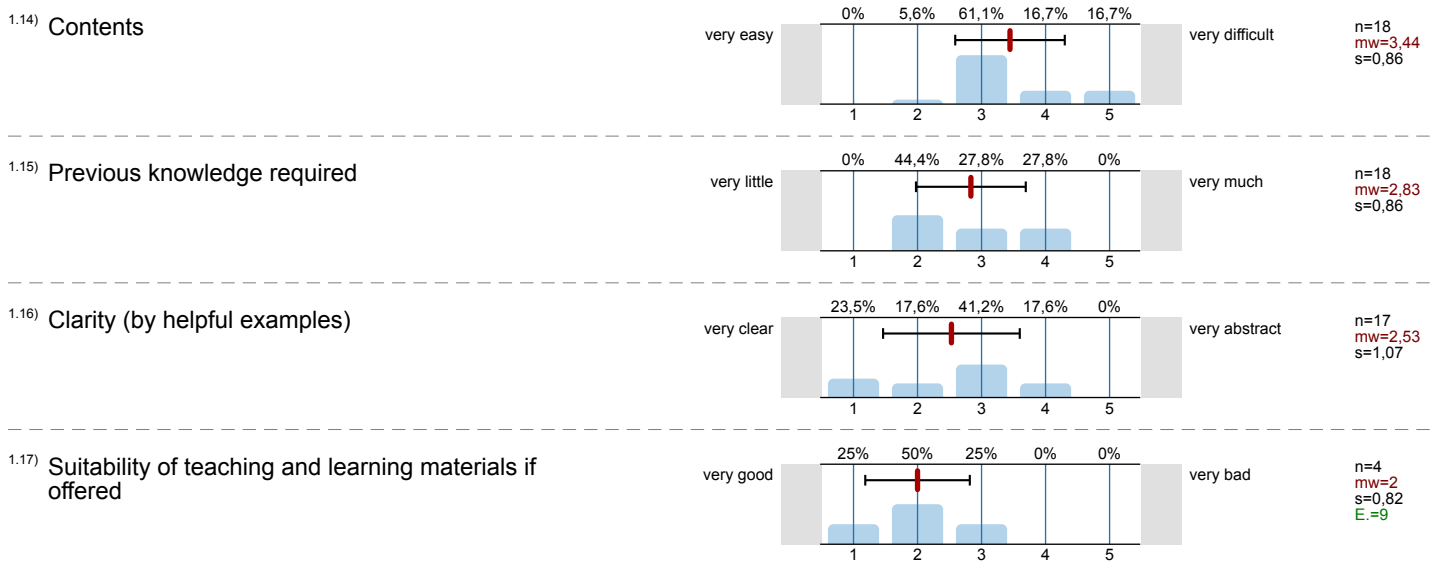 1.14) Contents
0% 5,6% 61,1% 16,7% 16,7%
very easy
very difficult
1 2 3 4 5
n=18
mw=3,44
s=0,86
1.15) Previous knowledge required
0% 44,4% 27,8% 27,8% 0%
very little
very much
1 2 3 4 5
n=18
mw=2,83
s=0,86
1.16) Clarity (by helpful examples)
23,5% 17,6% 41,2% 17,6% 0%
very clear
very abstract
1 2 3 4 5
n=17
mw=2,53
s=1,07
1.17) Suitability of teaching and learning materials if
offered
25% 50% 25% 0% 0%
very good
very bad
1 2 3 4 5
n=4
mw=2
s=0,82
E.=9